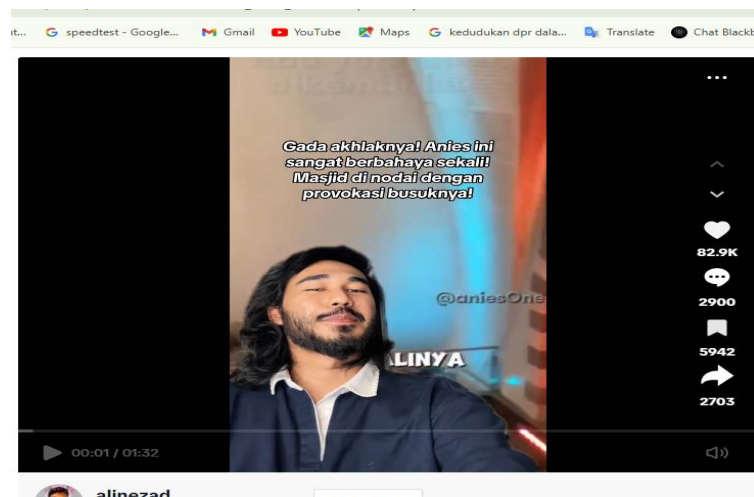 nt...
speedtest - Google...
Gmail
YouTube
Maps
kedudukan dpr dala...
Translate
Chat Blackb
Gada akhlaknya! Anies ini
sangat berbahaya sekali!
Masjid di nodai dengan
provokasi busuknya!
82.9K
@aniesOne
2900
ALINYA
5942
2703
00:01 / 01:32
alinezad